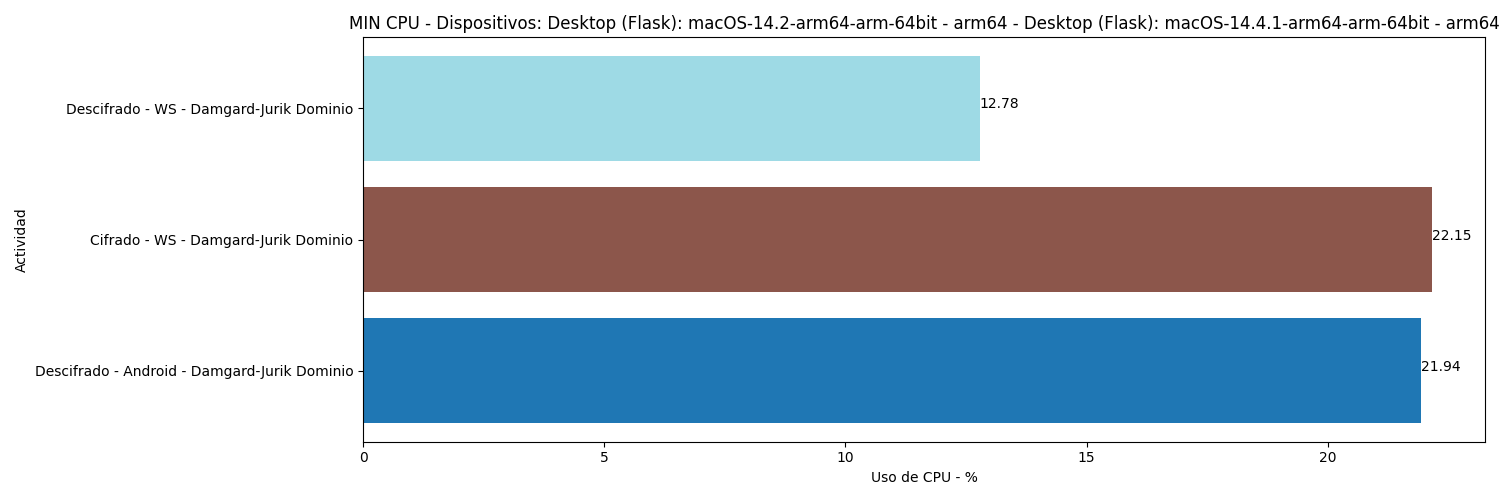 MIN CPU - Dispositivos: Desktop (Flask): macOS-14.2-arm64-arm-64bit - arm64 - Desktop (Flask): macOS-14.4.1-arm64-arm-64bit - arm64
Descifrado - WS - Damgard-Jurik Dominio
12.78
Cifrado - WS - Damgard-Jurik Dominio
22.15
Descifrado - Android - Damgard-Jurik Dominio
21.94
Actividad
0 5 10 15 20
Uso de CPU - %